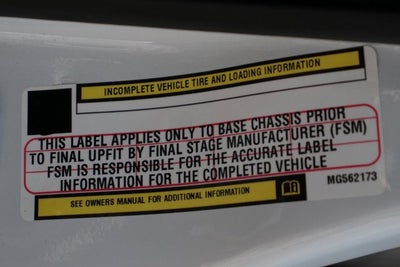 INCOMPLETE VEHICLE TIRE AND LOADING INFORMATION
THIS LABEL APPLIES ONLY TO BASE CHASSIS PRIOR
TO FINAL UPFIT BY FINAL STAGE MANUFACTURER (FSM)
FSM IS RESPONSIBLE FOR THE ACCURATE LABEL
INFORMATION FOR THE COMPLETED VEHICLE
SEE OWNERS MANUAL FOR ADDITIONAL INFORMATION
MG562173